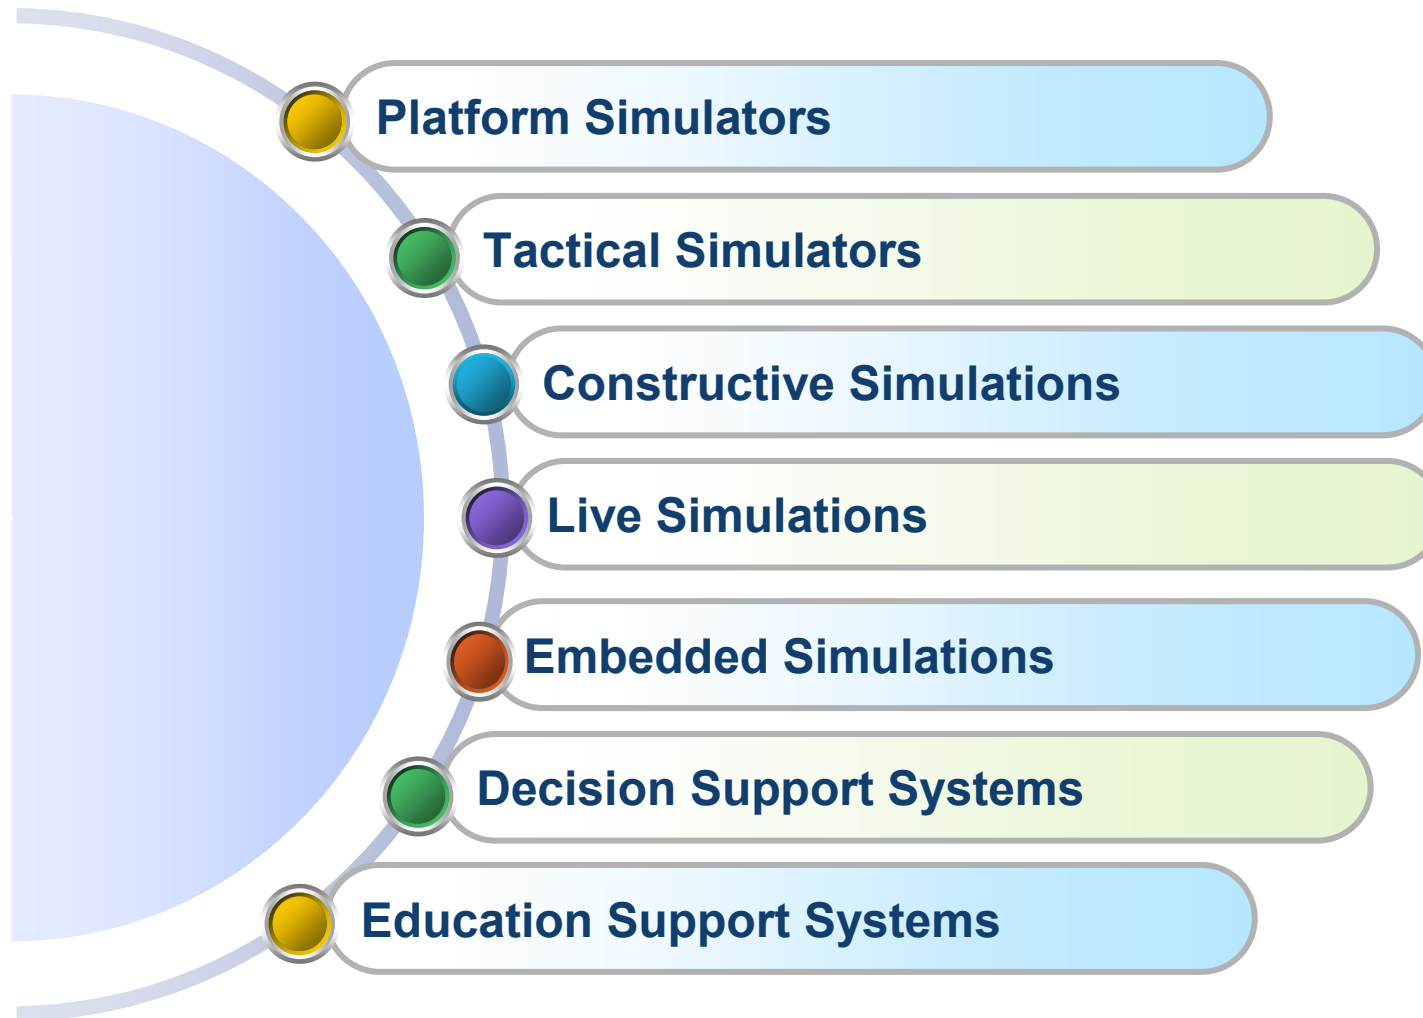 Platform Simulators
Tactical Simulators
Constructive Simulations
Live Simulations
Embedded Simulations
Decision Support Systems
Education Support Systems